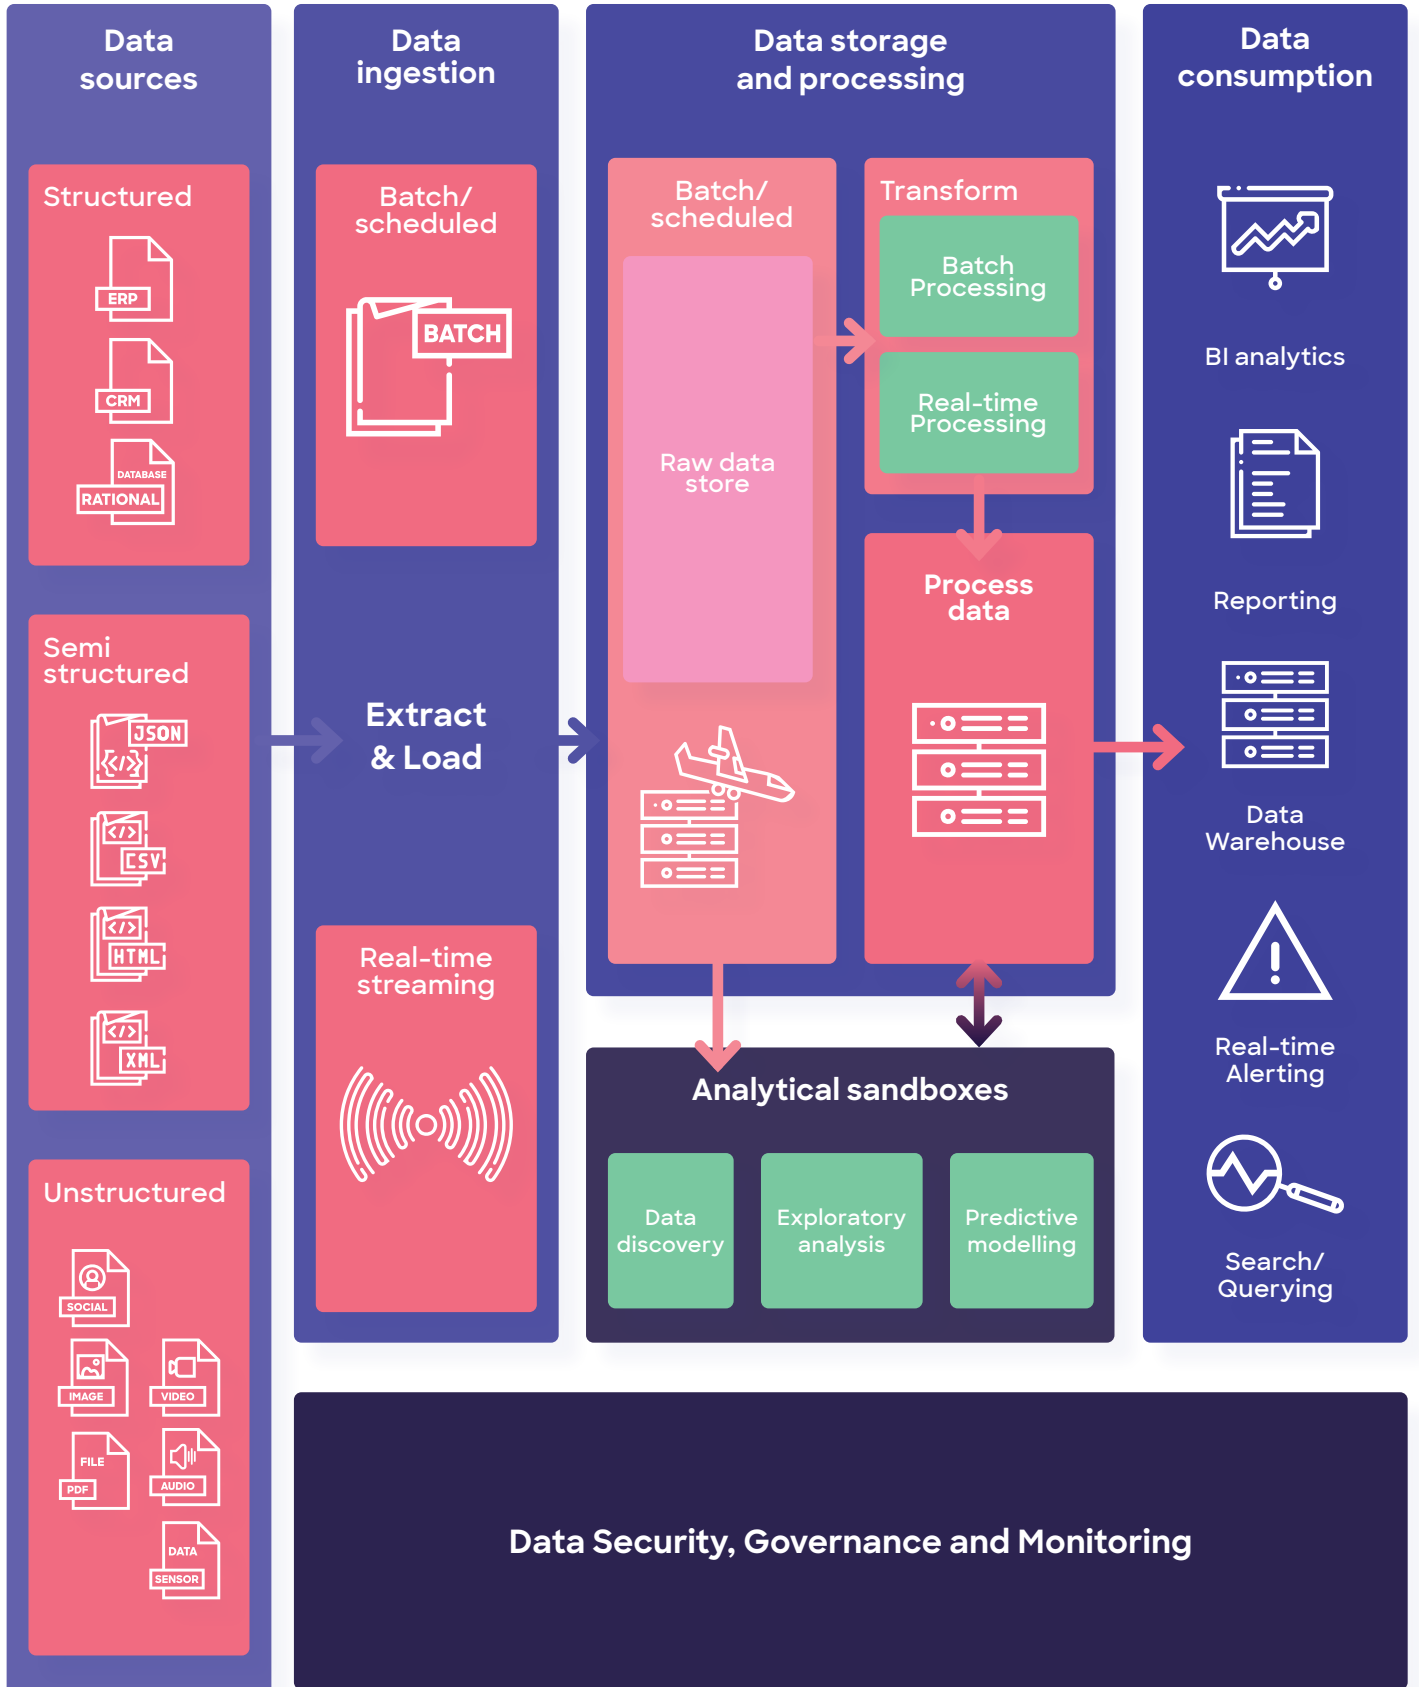 Data
sources
Structured
ERP
CRM
DATABASE
RATIONAL
Semi
structured
JSON
</>
CSV
</>
HTML
</>
XML
Unstructured
SOCIAL
IMAGE
VIDEO
FILE
PDF
AUDIO
DATA
SENSOR
Data
ingestion
Batch/
scheduled
BATCH
Extract
& Load
Real-time
streaming
Data storage
and processing
Batch/
scheduled
Raw data
store
Transform
Batch
Processing
Real-time
Processing
Process
data
Analytical sandboxes
Data
discovery
Exploratory
analysis
Predictive
modelling
Data
consumption
BI analytics
Reporting
Data
Warehouse
Real-time
Alerting
Search/
Querying
Data Security, Governance and Monitoring